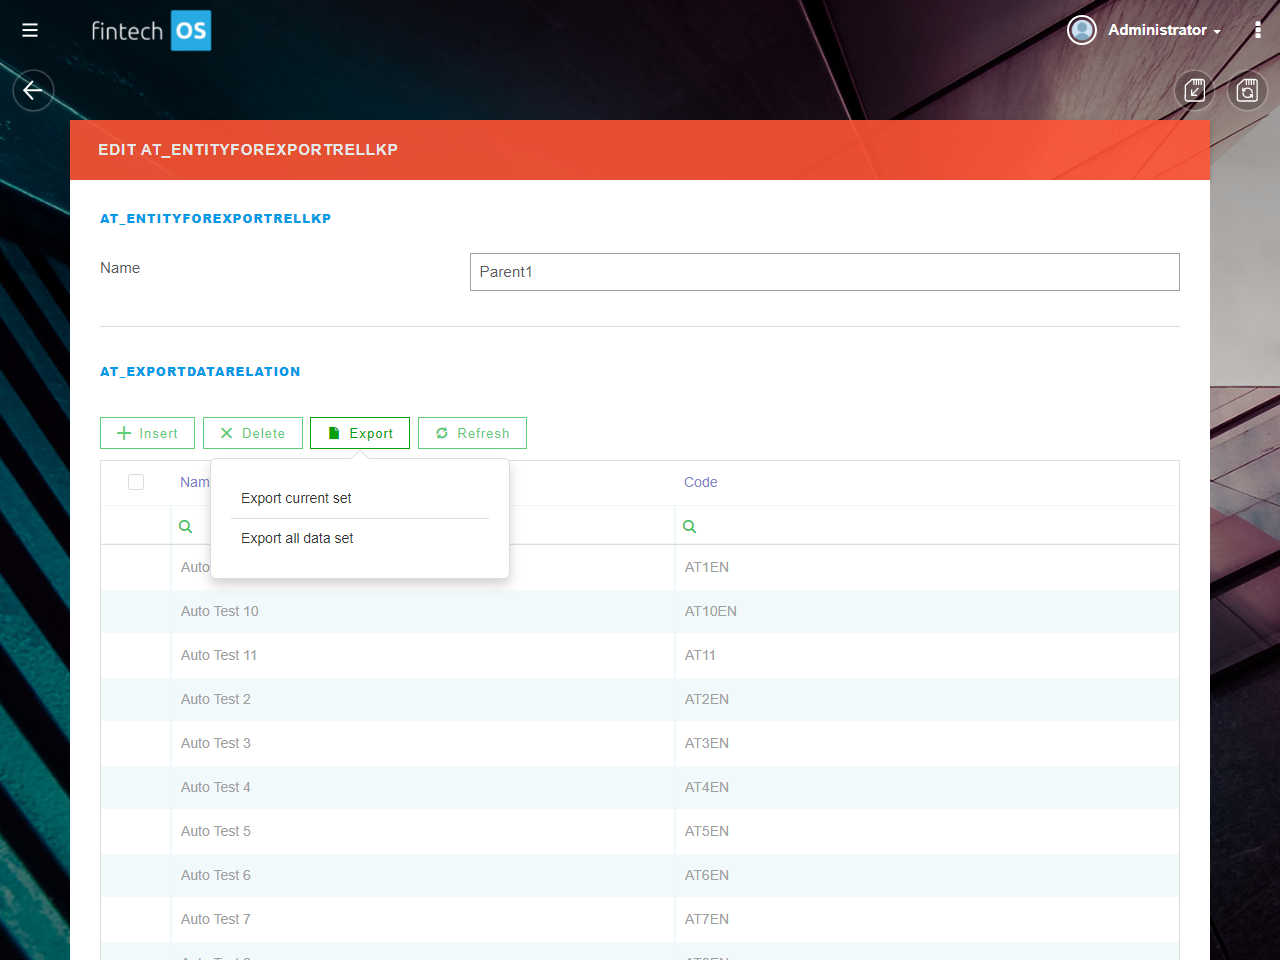 fintech OS
Administrator
EDIT AT_ENTITYFOREXPORTRELLKP
AT_ENTITYFOREXPORTRELLKP
Name
Parent1
AT_EXPORTDATARELATION
Insert Delete Export Refresh
Nam Code
Export current set
Export all data set
Auto AT1EN
Auto Test 10 AT10EN
Auto Test 11 AT11
Auto Test 2 AT2EN
Auto Test 3 AT3EN
Auto Test 4 AT4EN
Auto Test 5 AT5EN
Auto Test 6 AT6EN
Auto Test 7 AT7EN